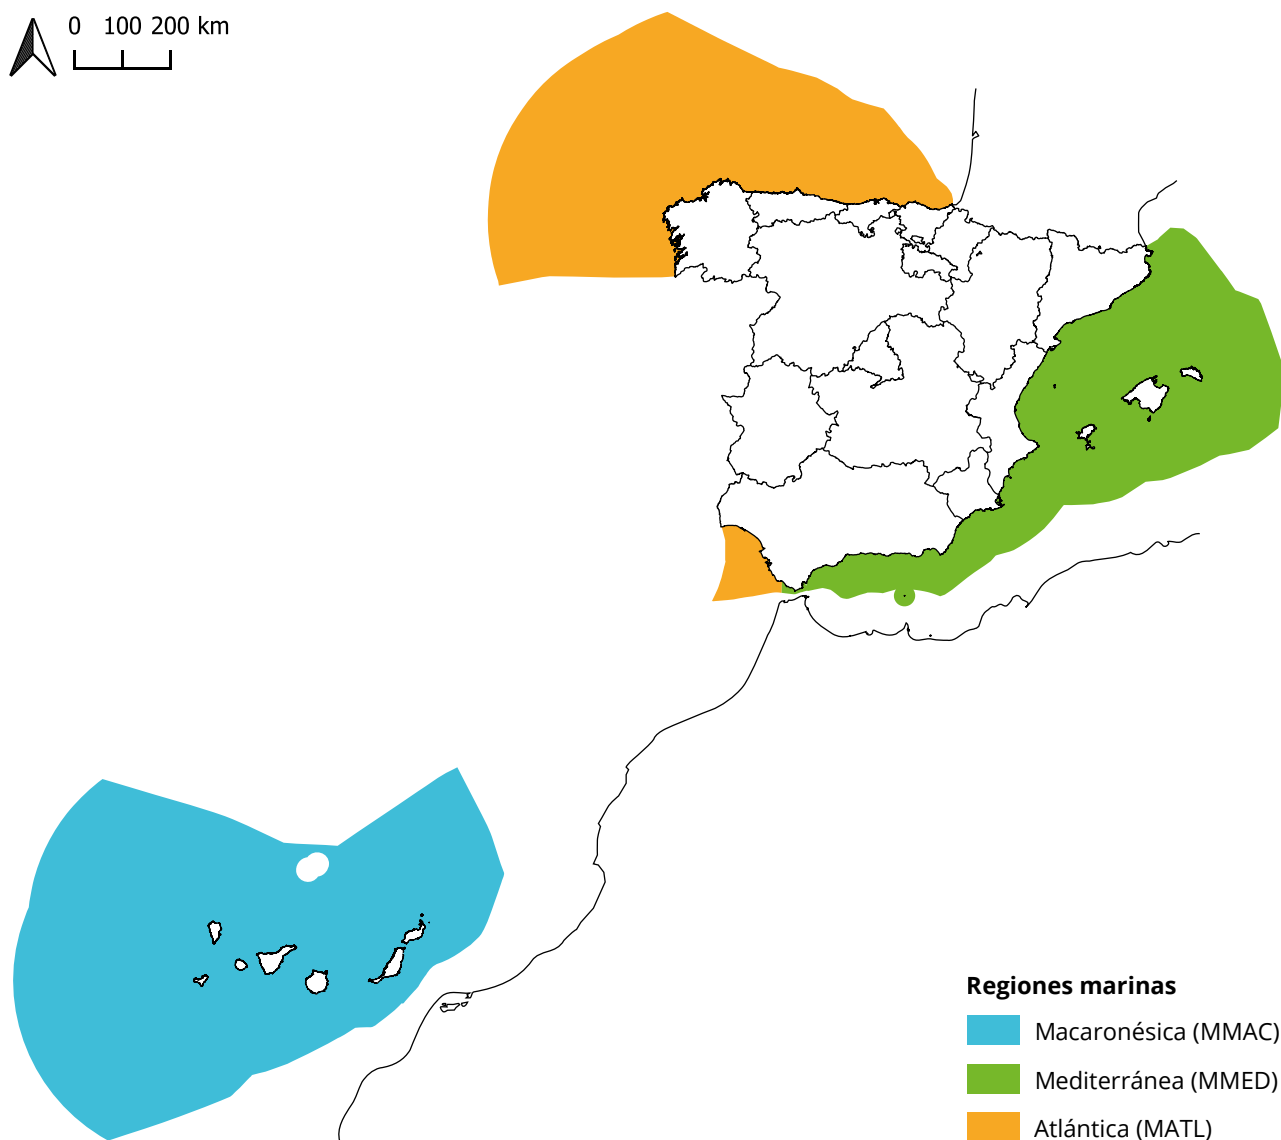 0 100 200 km
Regiones marinas
Macaronésica (MMAC)
Mediterránea (MMED)
Atlántica (MATL)